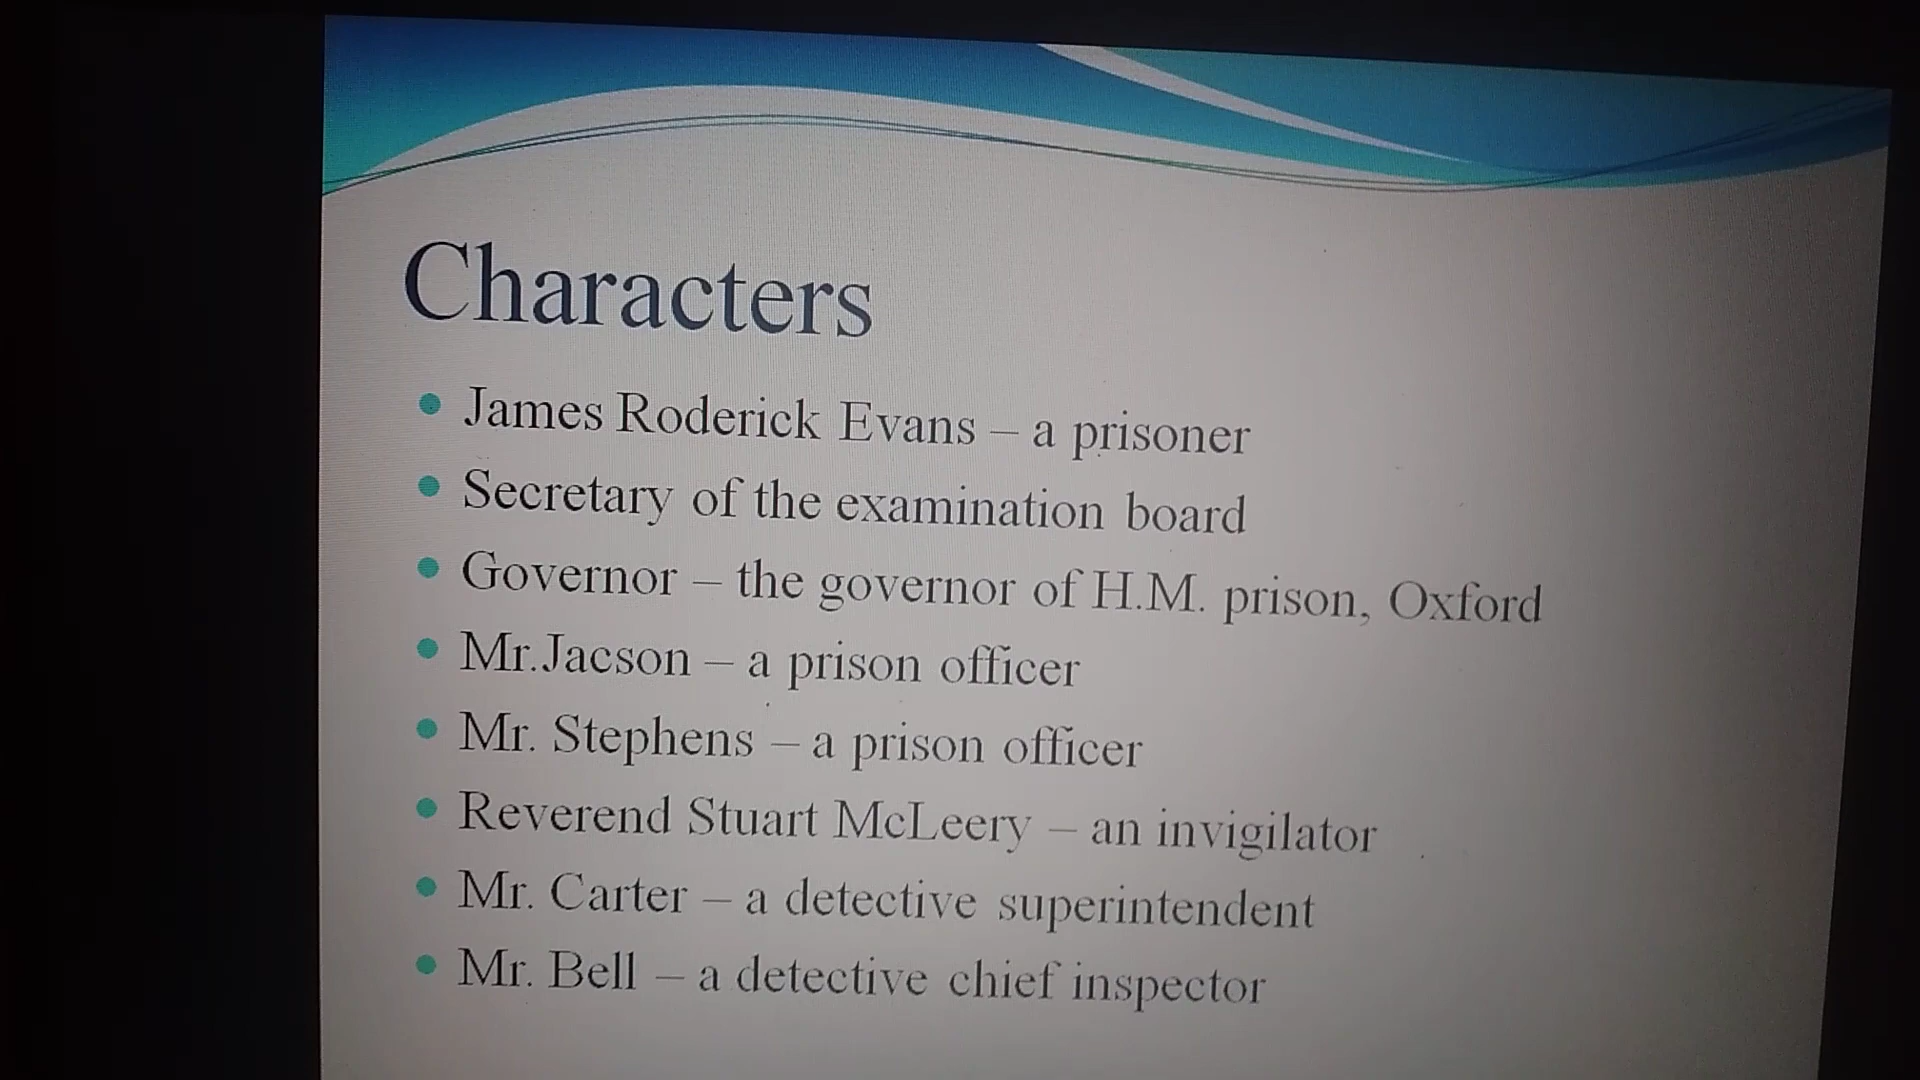 Characters
James Roderick Evans – a prisoner
Secretary of the examination board
Governor – the governor of H.M. prison, Oxford
Mr.Jacson – a prison officer
Mr. Stephens – a prison officer
Reverend Stuart McLeery – an invigilator
Mr. Carter – a detective superintendent
Mr. Bell – a detective chief inspector